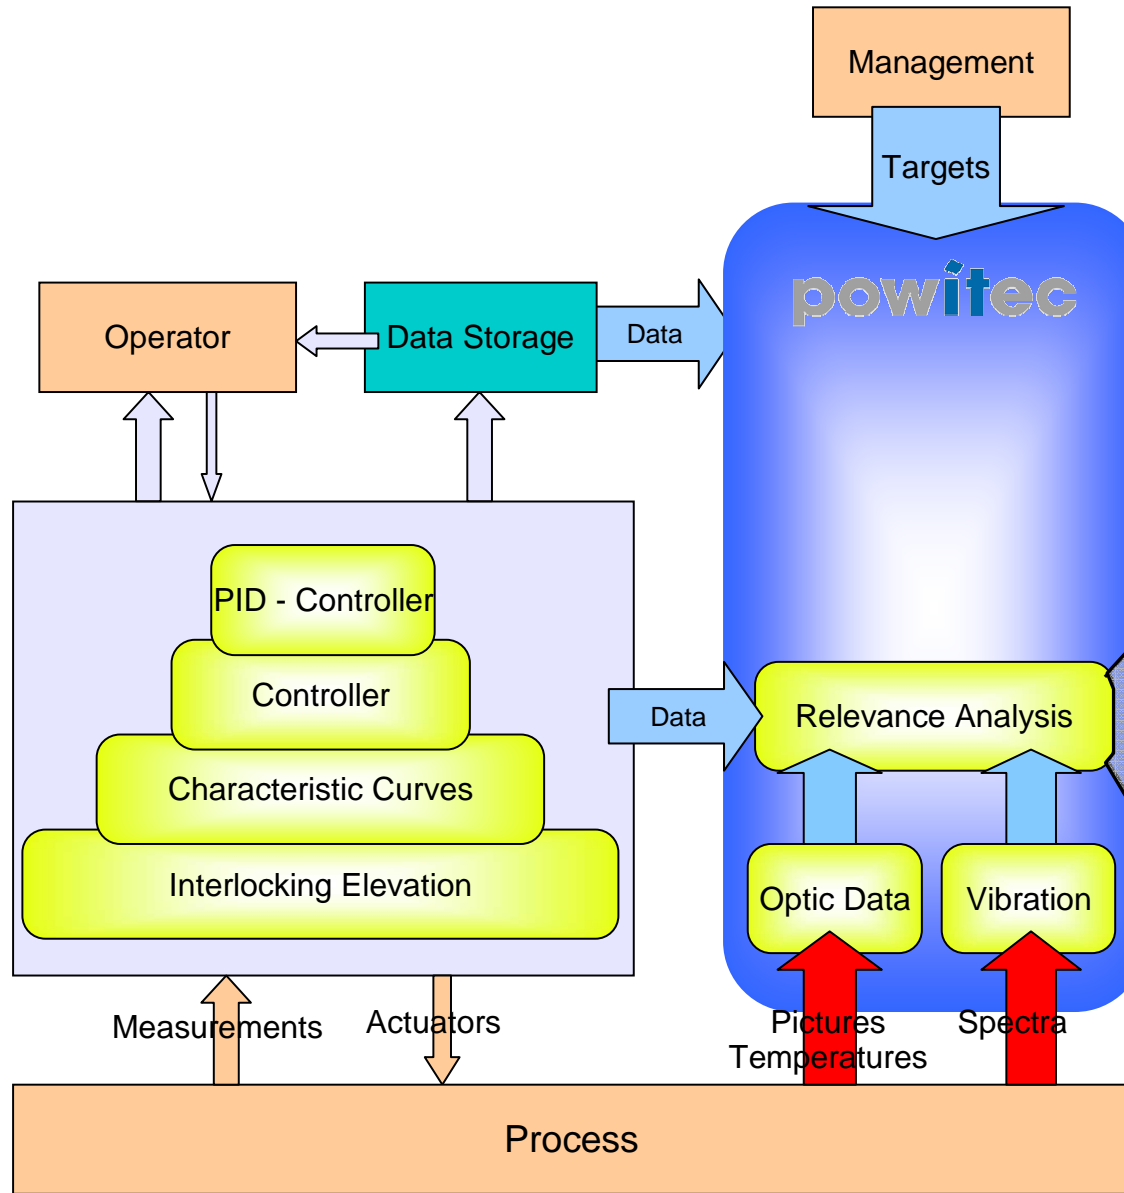 Management
Targets
powitec
Operator
Data Storage
Data
PID - Controller
Controller
Characteristic Curves
Interlocking Elevation
Data
Relevance Analysis
Optic Data
Vibration
Measurements
Actuators
Pictures
Temperatures
Spectra
Process